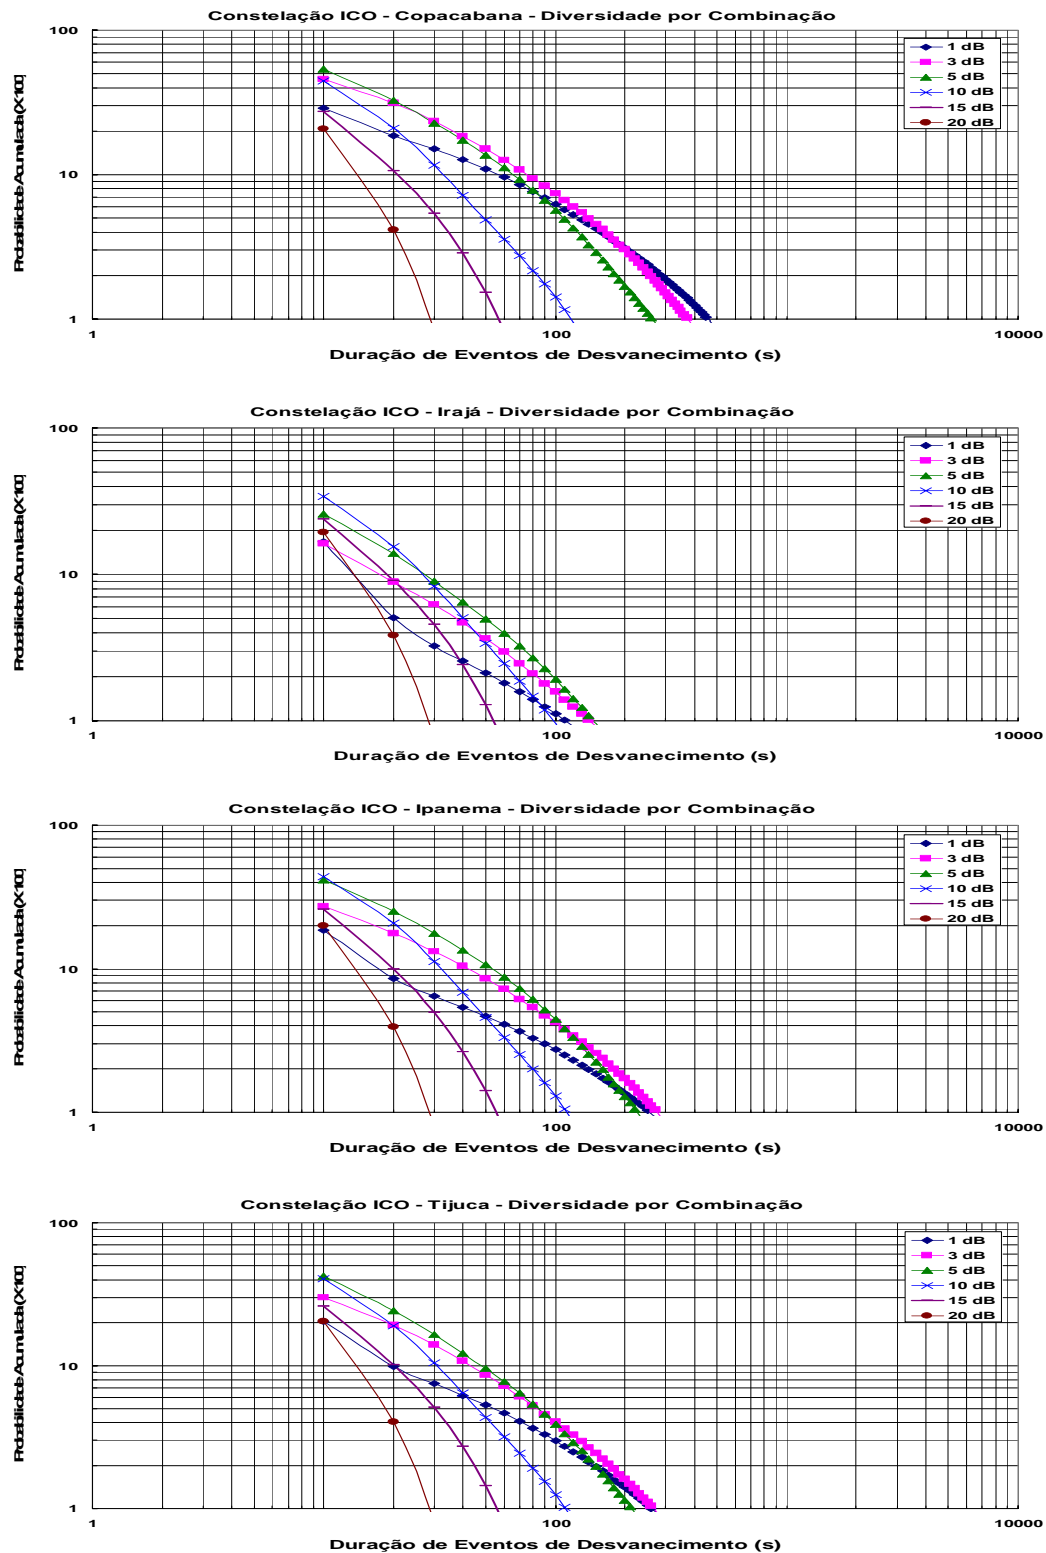 Constelação ICO - Copacabana - Diversidade por Combinação
Probabilidade Acumulada (X100)
100
10
1
1 dB
3 dB
5 dB
10 dB
15 dB
20 dB
1
100
10000
Duração de Eventos de Desvanecimento (s)
Constelação ICO - Irajá - Diversidade por Combinação
Probabilidade Acumulada (X100)
100
10
1
1 dB
3 dB
5 dB
10 dB
15 dB
20 dB
1
100
10000
Duração de Eventos de Desvanecimento (s)
Constelação ICO - Ipanema - Diversidade por Combinação
Probabilidade Acumulada (X100)
100
10
1
1 dB
3 dB
5 dB
10 dB
15 dB
20 dB
1
100
10000
Duração de Eventos de Desvanecimento (s)
Constelação ICO - Tijuca - Diversidade por Combinação
Probabilidade Acumulada (X100)
100
10
1
1 dB
3 dB
5 dB
10 dB
15 dB
20 dB
1
100
10000
Duração de Eventos de Desvanecimento (s)